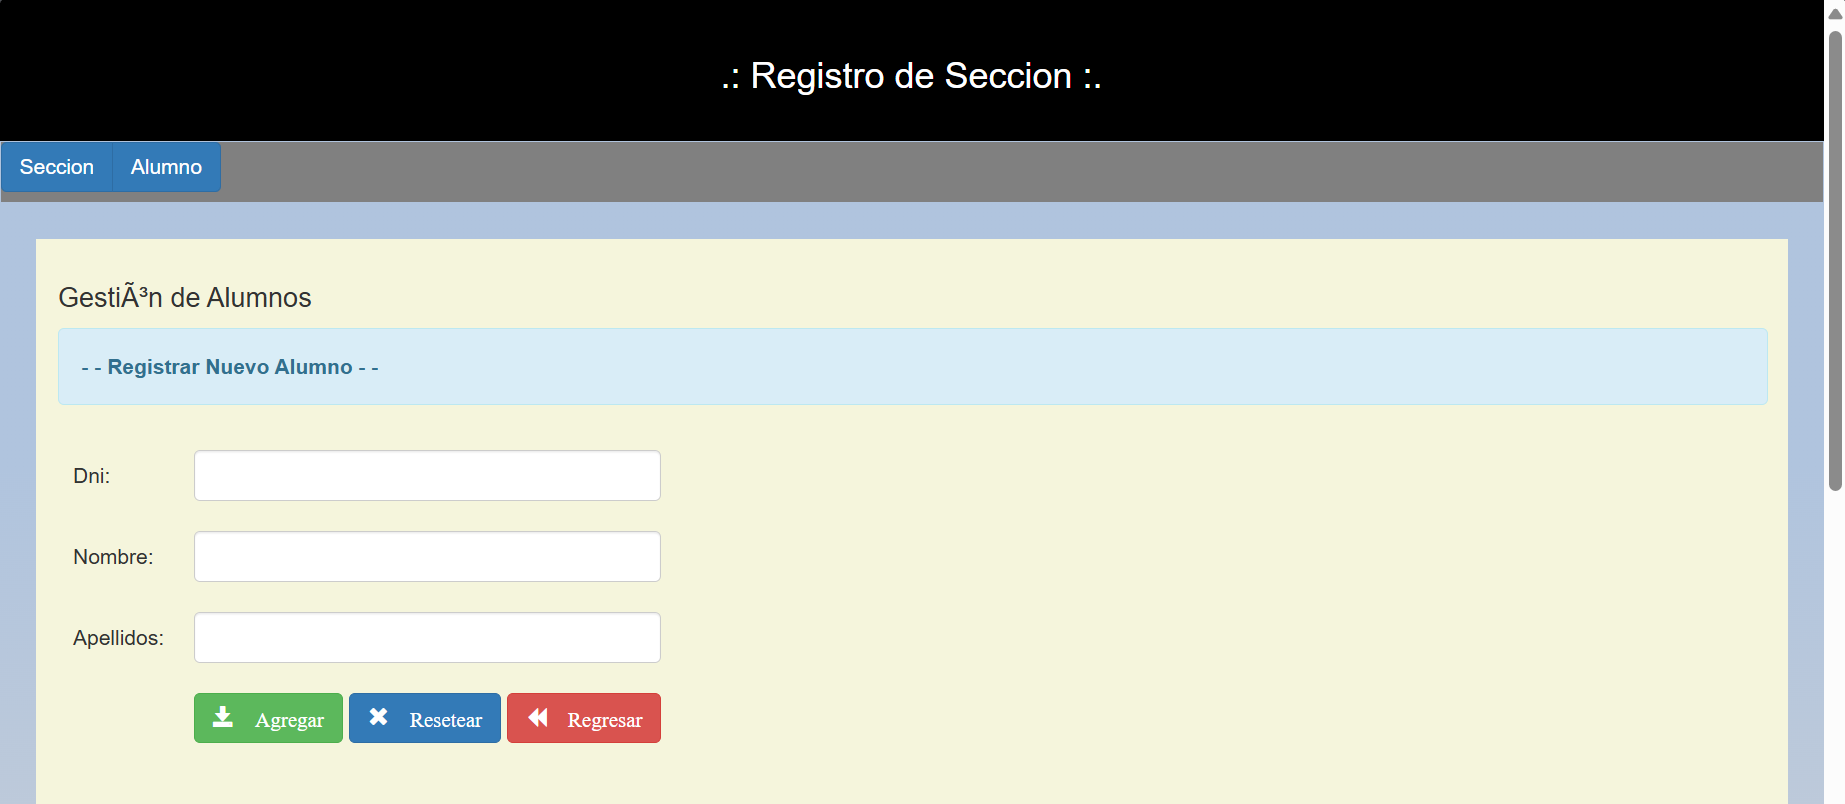 .: Registro de Seccion :.
Seccion Alumno
GestiÃ³n de Alumnos
- - Registrar Nuevo Alumno - -
Dni:
Nombre:
Apellidos:
Agregar Resetear Regresar